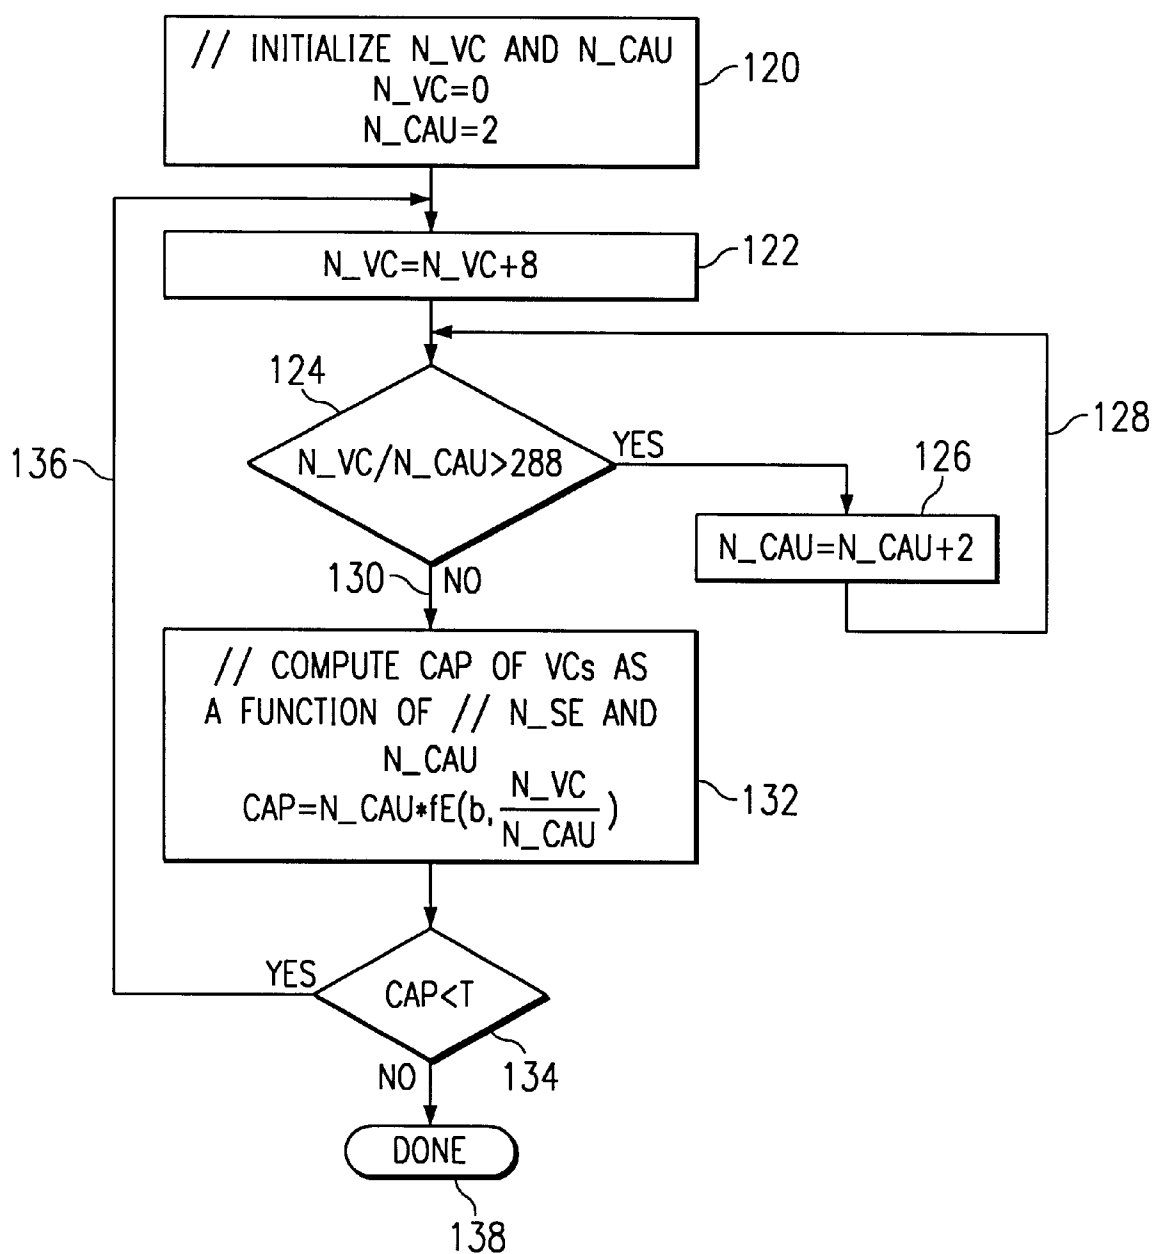 // INITIALIZE N_VC AND N_CAU
N_VC=0
N_CAU=2
120
N_VC=N_VC+8
122
124
N_VC/N_CAU>288
YES
128
136
126
N_CAU=N_CAU+2
130
NO
// COMPUTE CAP OF VCs AS
A FUNCTION OF // N_SE AND
N_CAU
CAP=N_CAU*fE(b, N_VC/N_CAU)
132
YES
CAP<T
134
NO
DONE
138